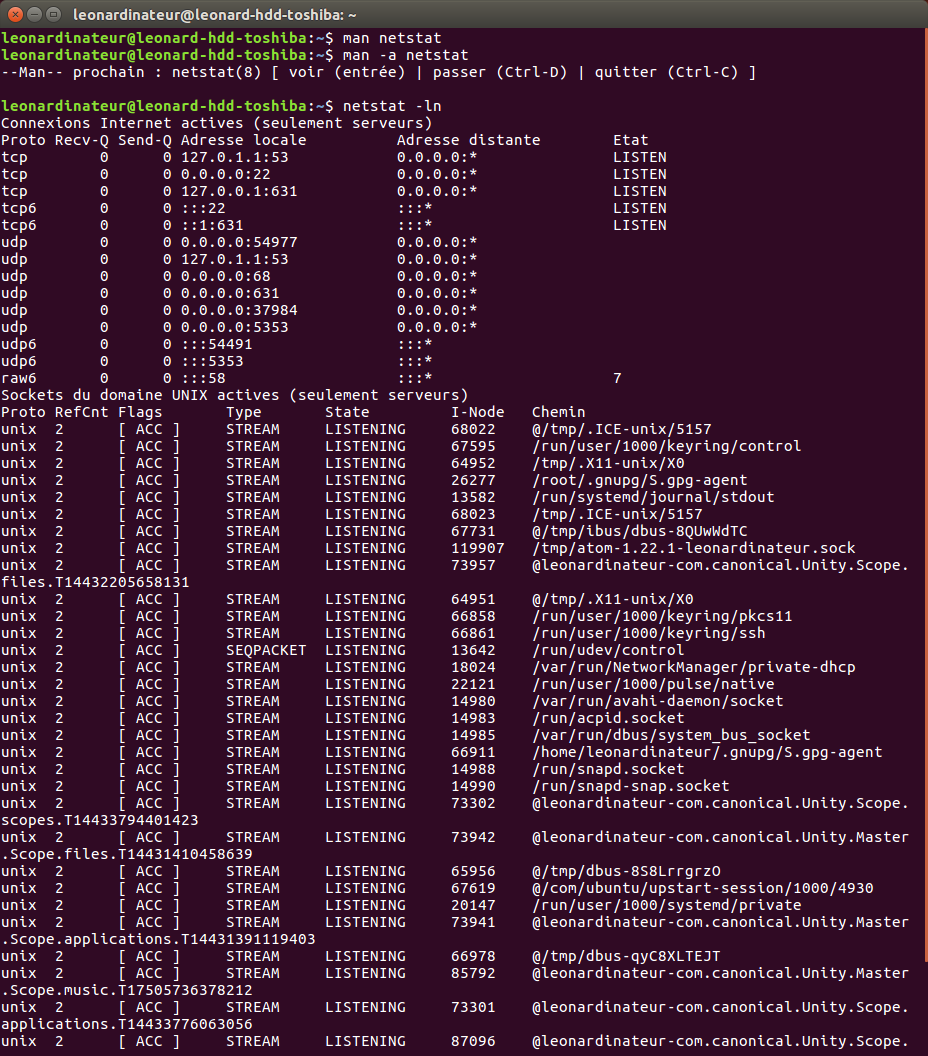 leonardinateur@leonard-hdd-toshiba: ~
leonardinateur@leonard-hdd-toshiba:~$ man netstat
leonardinateur@leonard-hdd-toshiba:~$ man -a netstat
--Man-- prochain : netstat(8) [ voir (entrée) | passer (Ctrl-D) | quitter (Ctrl-C) ]
leonardinateur@leonard-hdd-toshiba:~$ netstat -ln
Connexions Internet actives (seulement serveurs)
Proto Recv-Q Send-Q Adresse locale          Adresse distante        Etat
tcp        0      0 127.0.1.1:53            0.0.0.0:*               LISTEN
tcp        0      0 0.0.0.0:22              0.0.0.0:*               LISTEN
tcp        0      0 127.0.0.1:631           0.0.0.0:*               LISTEN
tcp6       0      0 :::22                   :::*                    LISTEN
tcp6       0      0 ::1:631                 :::*                    LISTEN
udp        0      0 0.0.0.0:54977           0.0.0.0:*
udp        0      0 127.0.1.1:53            0.0.0.0:*
udp        0      0 0.0.0.0:68              0.0.0.0:*
udp        0      0 0.0.0.0:631             0.0.0.0:*
udp        0      0 0.0.0.0:37984           0.0.0.0:*
udp        0      0 0.0.0.0:5353            0.0.0.0:*
udp6       0      0 :::54491                :::*
udp6       0      0 :::5353                 :::*
raw6       0      0 :::58                   :::*                    7
Sockets du domaine UNIX actives (seulement serveurs)
Proto RefCnt Flags       Type       State         I-Node   Chemin
unix  2      [ ACC ]     STREAM     LISTENING     68022    @/tmp/.ICE-unix/5157
unix  2      [ ACC ]     STREAM     LISTENING     67595    /run/user/1000/keyring/control
unix  2      [ ACC ]     STREAM     LISTENING     64952    /tmp/.X11-unix/X0
unix  2      [ ACC ]     STREAM     LISTENING     26277    /root/.gnupg/S.gpg-agent
unix  2      [ ACC ]     STREAM     LISTENING     13582    /run/systemd/journal/stdout
unix  2      [ ACC ]     STREAM     LISTENING     68023    /tmp/.ICE-unix/5157
unix  2      [ ACC ]     STREAM     LISTENING     67731    @/tmp/ibus/dbus-8QUwWdTC
unix  2      [ ACC ]     STREAM     LISTENING     119907   /tmp/atom-1.22.1-leonardinateur.sock
unix  2      [ ACC ]     STREAM     LISTENING     73957    @leonardinateur-com.canonical.Unity.Scope.
files.T14432205658131
unix  2      [ ACC ]     STREAM     LISTENING     64951    @/tmp/.X11-unix/X0
unix  2      [ ACC ]     STREAM     LISTENING     66858    /run/user/1000/keyring/pkcs11
unix  2      [ ACC ]     STREAM     LISTENING     66861    /run/user/1000/keyring/ssh
unix  2      [ ACC ]     SEQPACKET  LISTENING     13642    /run/udev/control
unix  2      [ ACC ]     STREAM     LISTENING     18024    /var/run/NetworkManager/private-dhcp
unix  2      [ ACC ]     STREAM     LISTENING     22121    /run/user/1000/pulse/native
unix  2      [ ACC ]     STREAM     LISTENING     14980    /var/run/avahi-daemon/socket
unix  2      [ ACC ]     STREAM     LISTENING     14983    /run/acpid.socket
unix  2      [ ACC ]     STREAM     LISTENING     14985    /var/run/dbus/system_bus_socket
unix  2      [ ACC ]     STREAM     LISTENING     66911    /home/leonardinateur/.gnupg/S.gpg-agent
unix  2      [ ACC ]     STREAM     LISTENING     14988    /run/snapd.socket
unix  2      [ ACC ]     STREAM     LISTENING     14990    /run/snapd-snap.socket
unix  2      [ ACC ]     STREAM     LISTENING     73302    @leonardinateur-com.canonical.Unity.Scope.
scopes.T14433794401423
unix  2      [ ACC ]     STREAM     LISTENING     73942    @leonardinateur-com.canonical.Unity.Master
.Scope.files.T14431410458639
unix  2      [ ACC ]     STREAM     LISTENING     65956    @/tmp/dbus-8S8LrrgrzO
unix  2      [ ACC ]     STREAM     LISTENING     67619    @/com/ubuntu/upstart-session/1000/4930
unix  2      [ ACC ]     STREAM     LISTENING     20147    /run/user/1000/systemd/private
unix  2      [ ACC ]     STREAM     LISTENING     73941    @leonardinateur-com.canonical.Unity.Master
.Scope.applications.T14431391119403
unix  2      [ ACC ]     STREAM     LISTENING     66978    @/tmp/dbus-qyC8XLTEJT
unix  2      [ ACC ]     STREAM     LISTENING     85792    @leonardinateur-com.canonical.Unity.Master
.Scope.music.T17505736378212
unix  2      [ ACC ]     STREAM     LISTENING     73301    @leonardinateur-com.canonical.Unity.Scope.
applications.T14433776063056
unix  2      [ ACC ]     STREAM     LISTENING     87096    @leonardinateur-com.canonical.Unity.Scope.